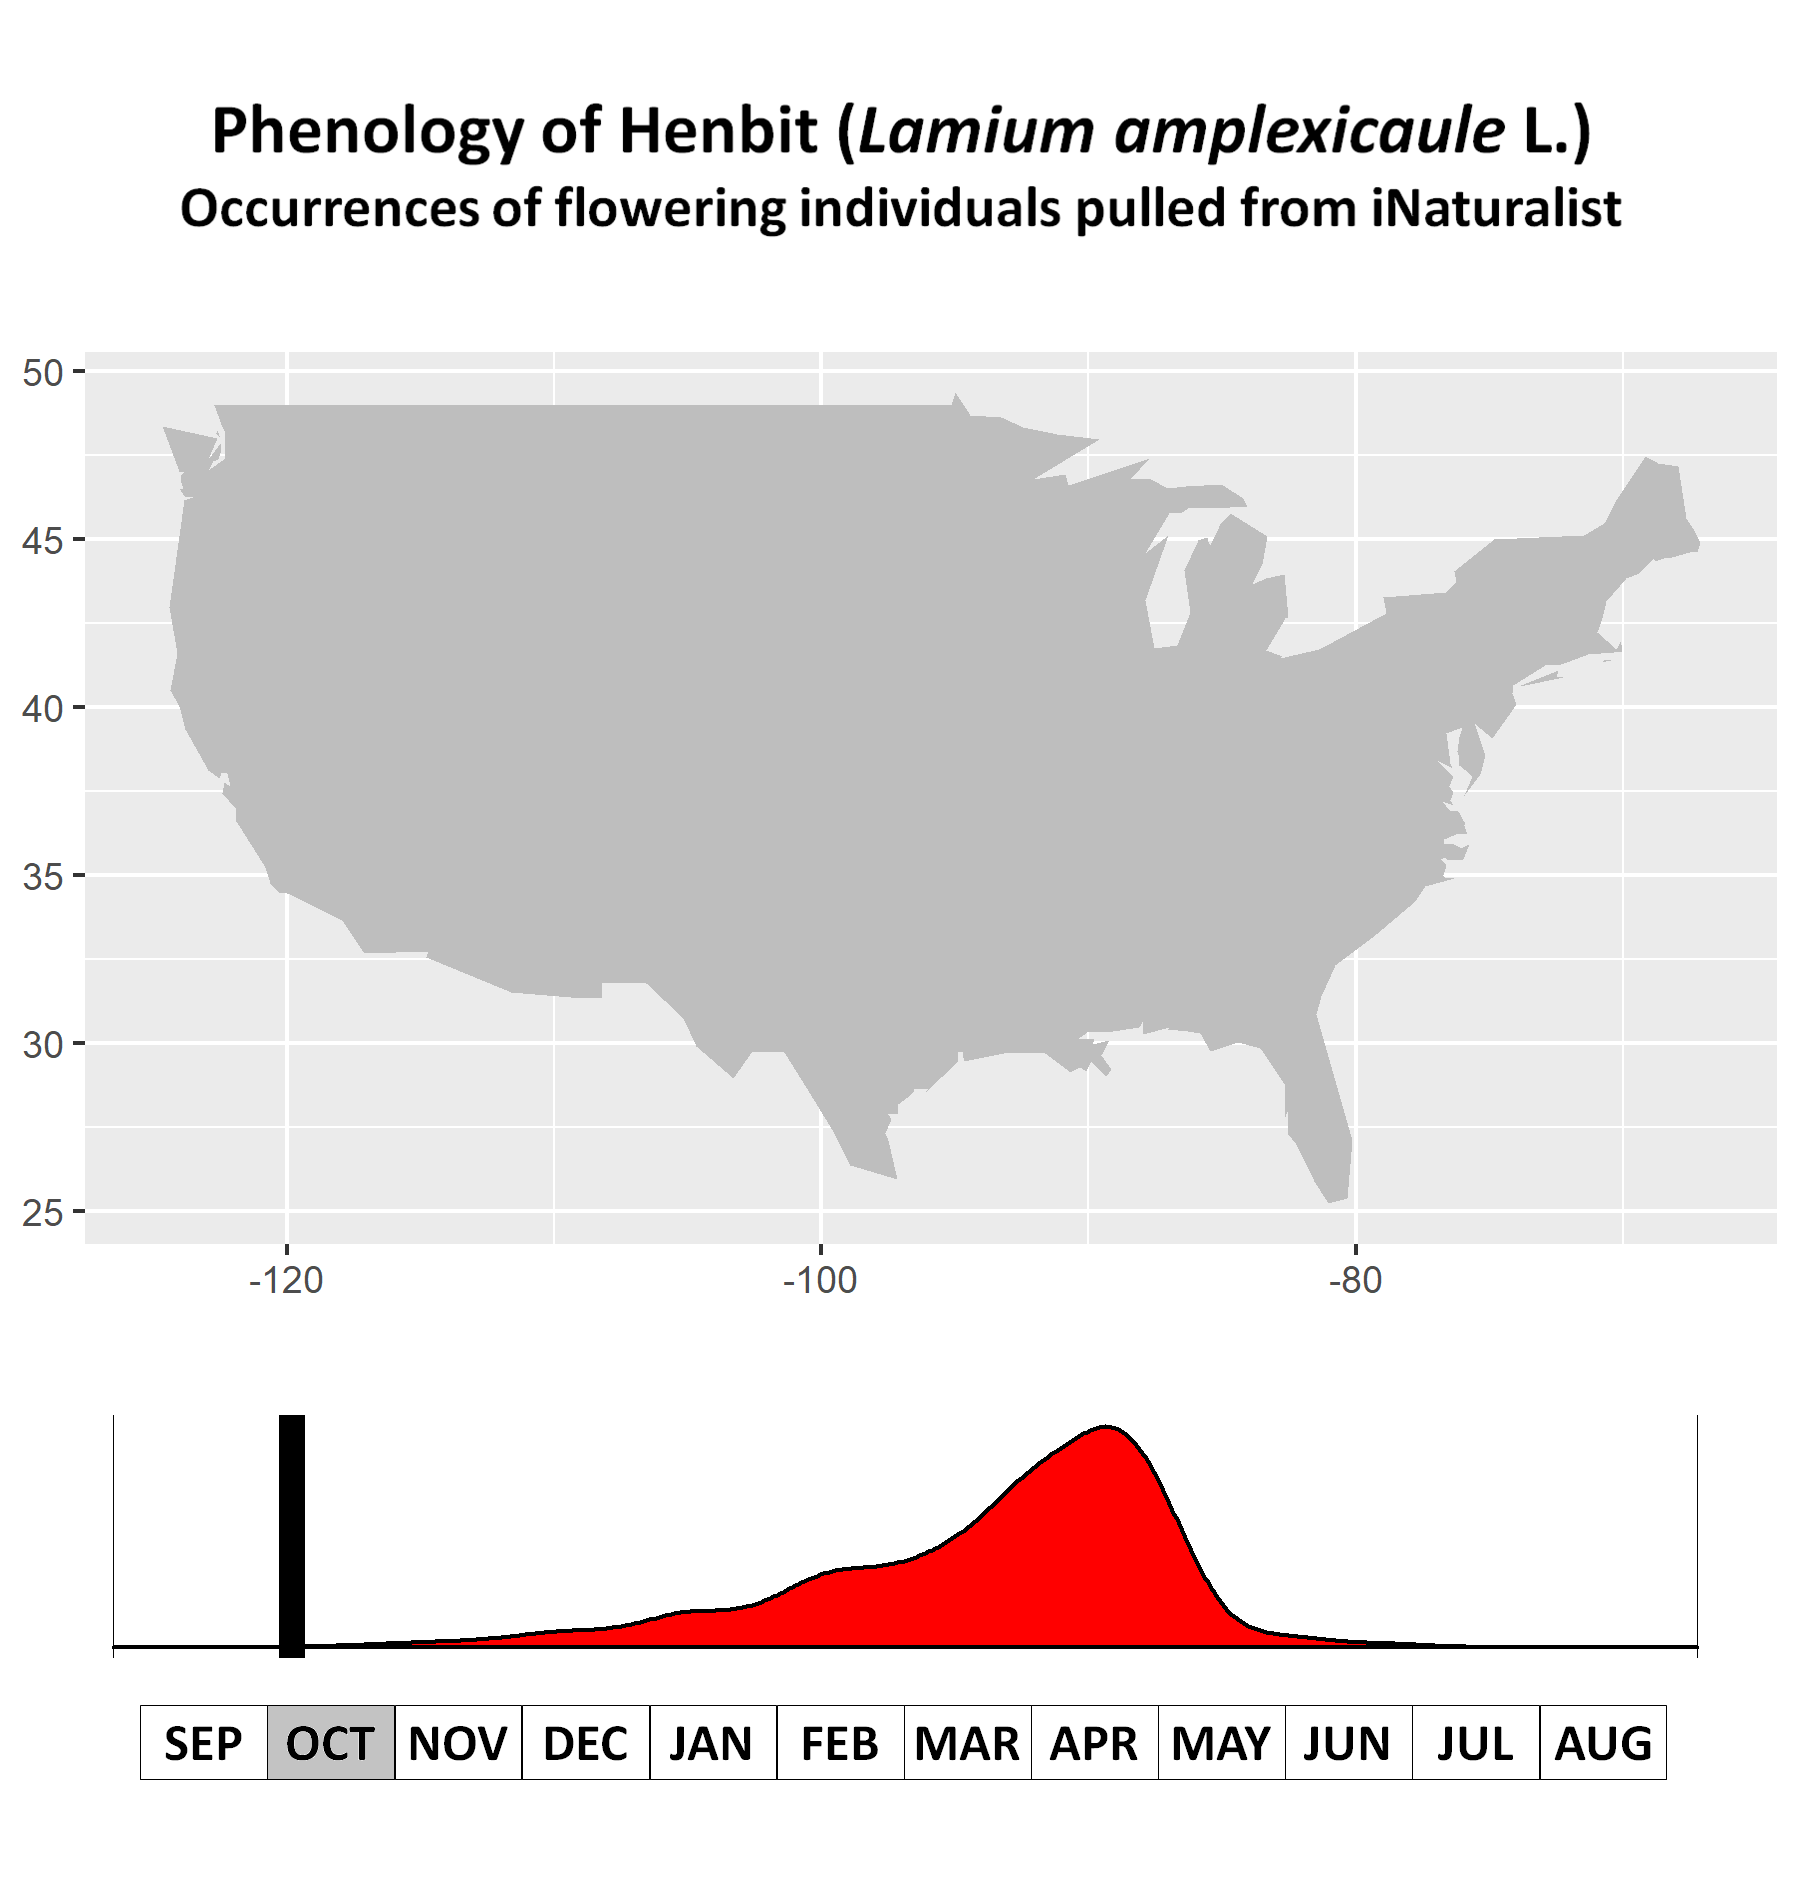 Phenology of Henbit (Lamium amplexicaule L.)
Occurrences of flowering individuals pulled from iNaturalist
50
45
40
35
30
25
-120 -100 -80
SEP OCT NOV DEC JAN FEB MAR APR MAY JUN JUL AUG